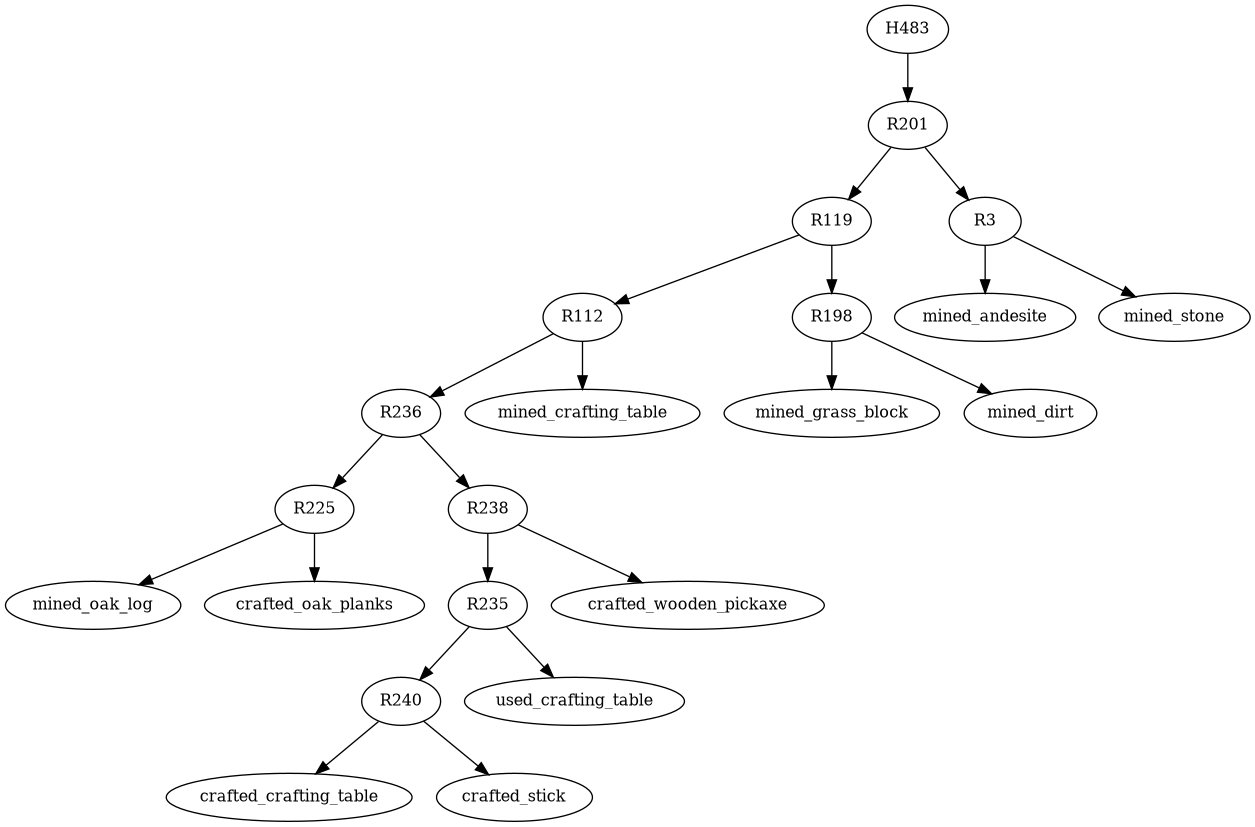 H483
R201
R119
R3
R112
R198
mined_andesite
mined_stone
R236
mined_crafting_table
mined_grass_block
mined_dirt
R225
R238
mined_oak_log
crafted_oak_planks
R235
crafted_wooden_pickaxe
R240
used_crafting_table
crafted_crafting_table
crafted_stick